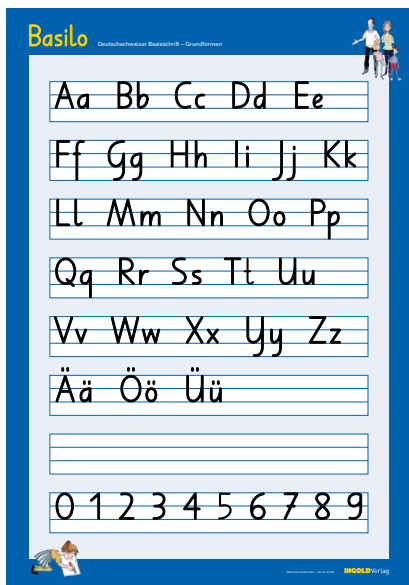 Basilo Deutschschweizer Basisschrift – Grundformen
Aa Bb Cc Dd Ee
Ff Gg Hh Ii Jj Kk
Ll Mm Nn Oo Pp
Qq Rr Ss Tt Uu
Vv Ww Xx Yy Zz
Ää Öö Üü
0 1 2 3 4 5 6 7 8 9
INGOLDVerlag